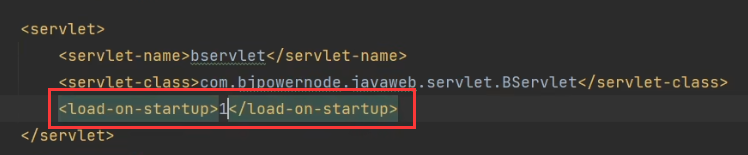 <servlet>
<servlet-name>bservlet</servlet-name>
<servlet-class>com.bjpowernode.javaweb.servlet.BServlet</servlet-class>
<load-on-startup>1</load-on-startup>
</servlet>